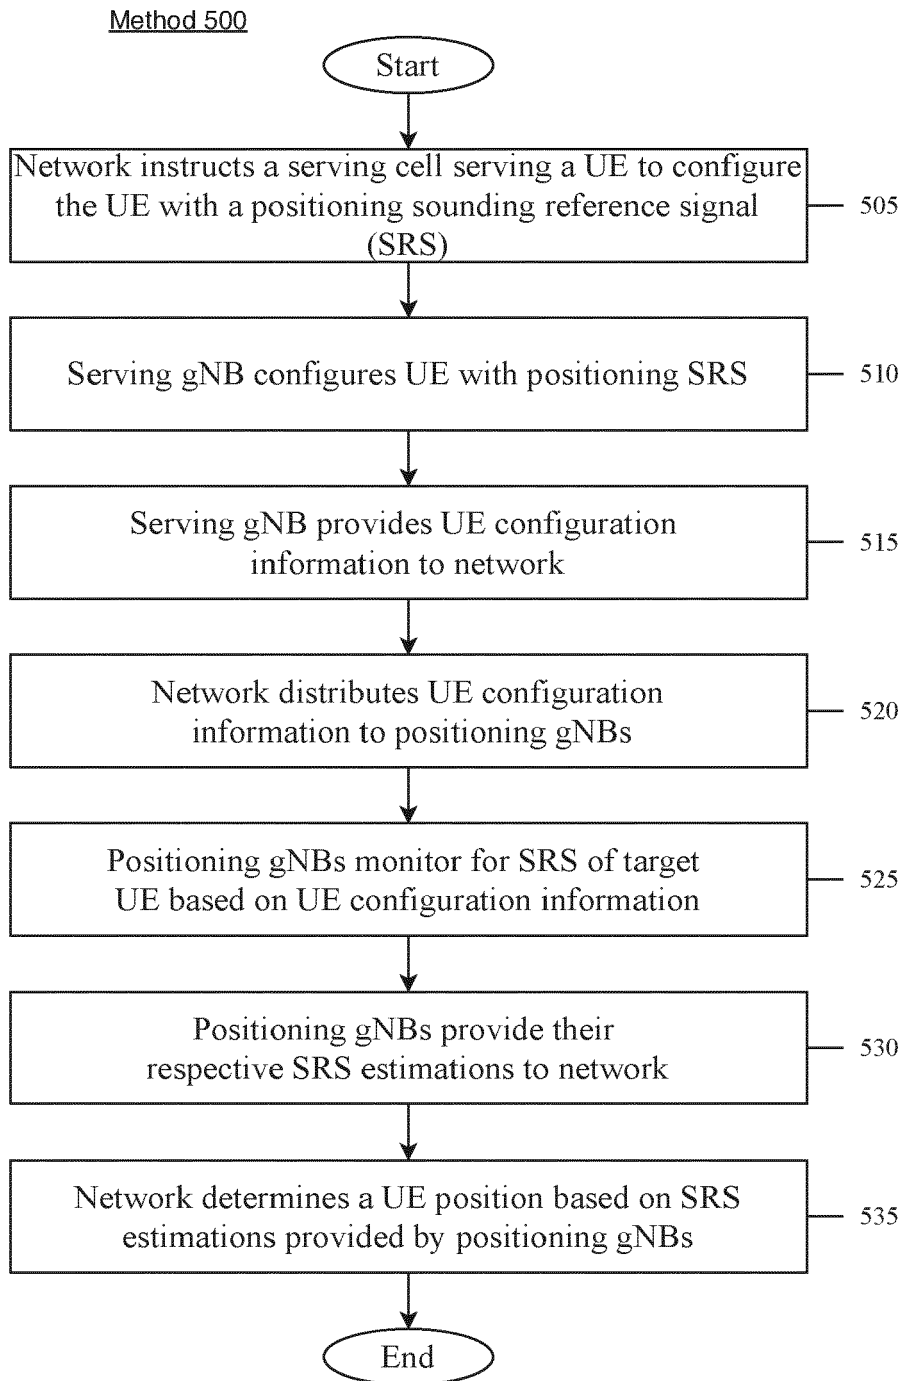 Method 500
Start
Network instructs a serving cell serving a UE to configure
the UE with a positioning sounding reference signal
(SRS)
505
Serving gNB configures UE with positioning SRS
510
Serving gNB provides UE configuration
information to network
515
Network distributes UE configuration
information to positioning gNBs
520
Positioning gNBs monitor for SRS of target
UE based on UE configuration information
525
Positioning gNBs provide their
respective SRS estimations to network
530
Network determines a UE position based on SRS
estimations provided by positioning gNBs
535
End